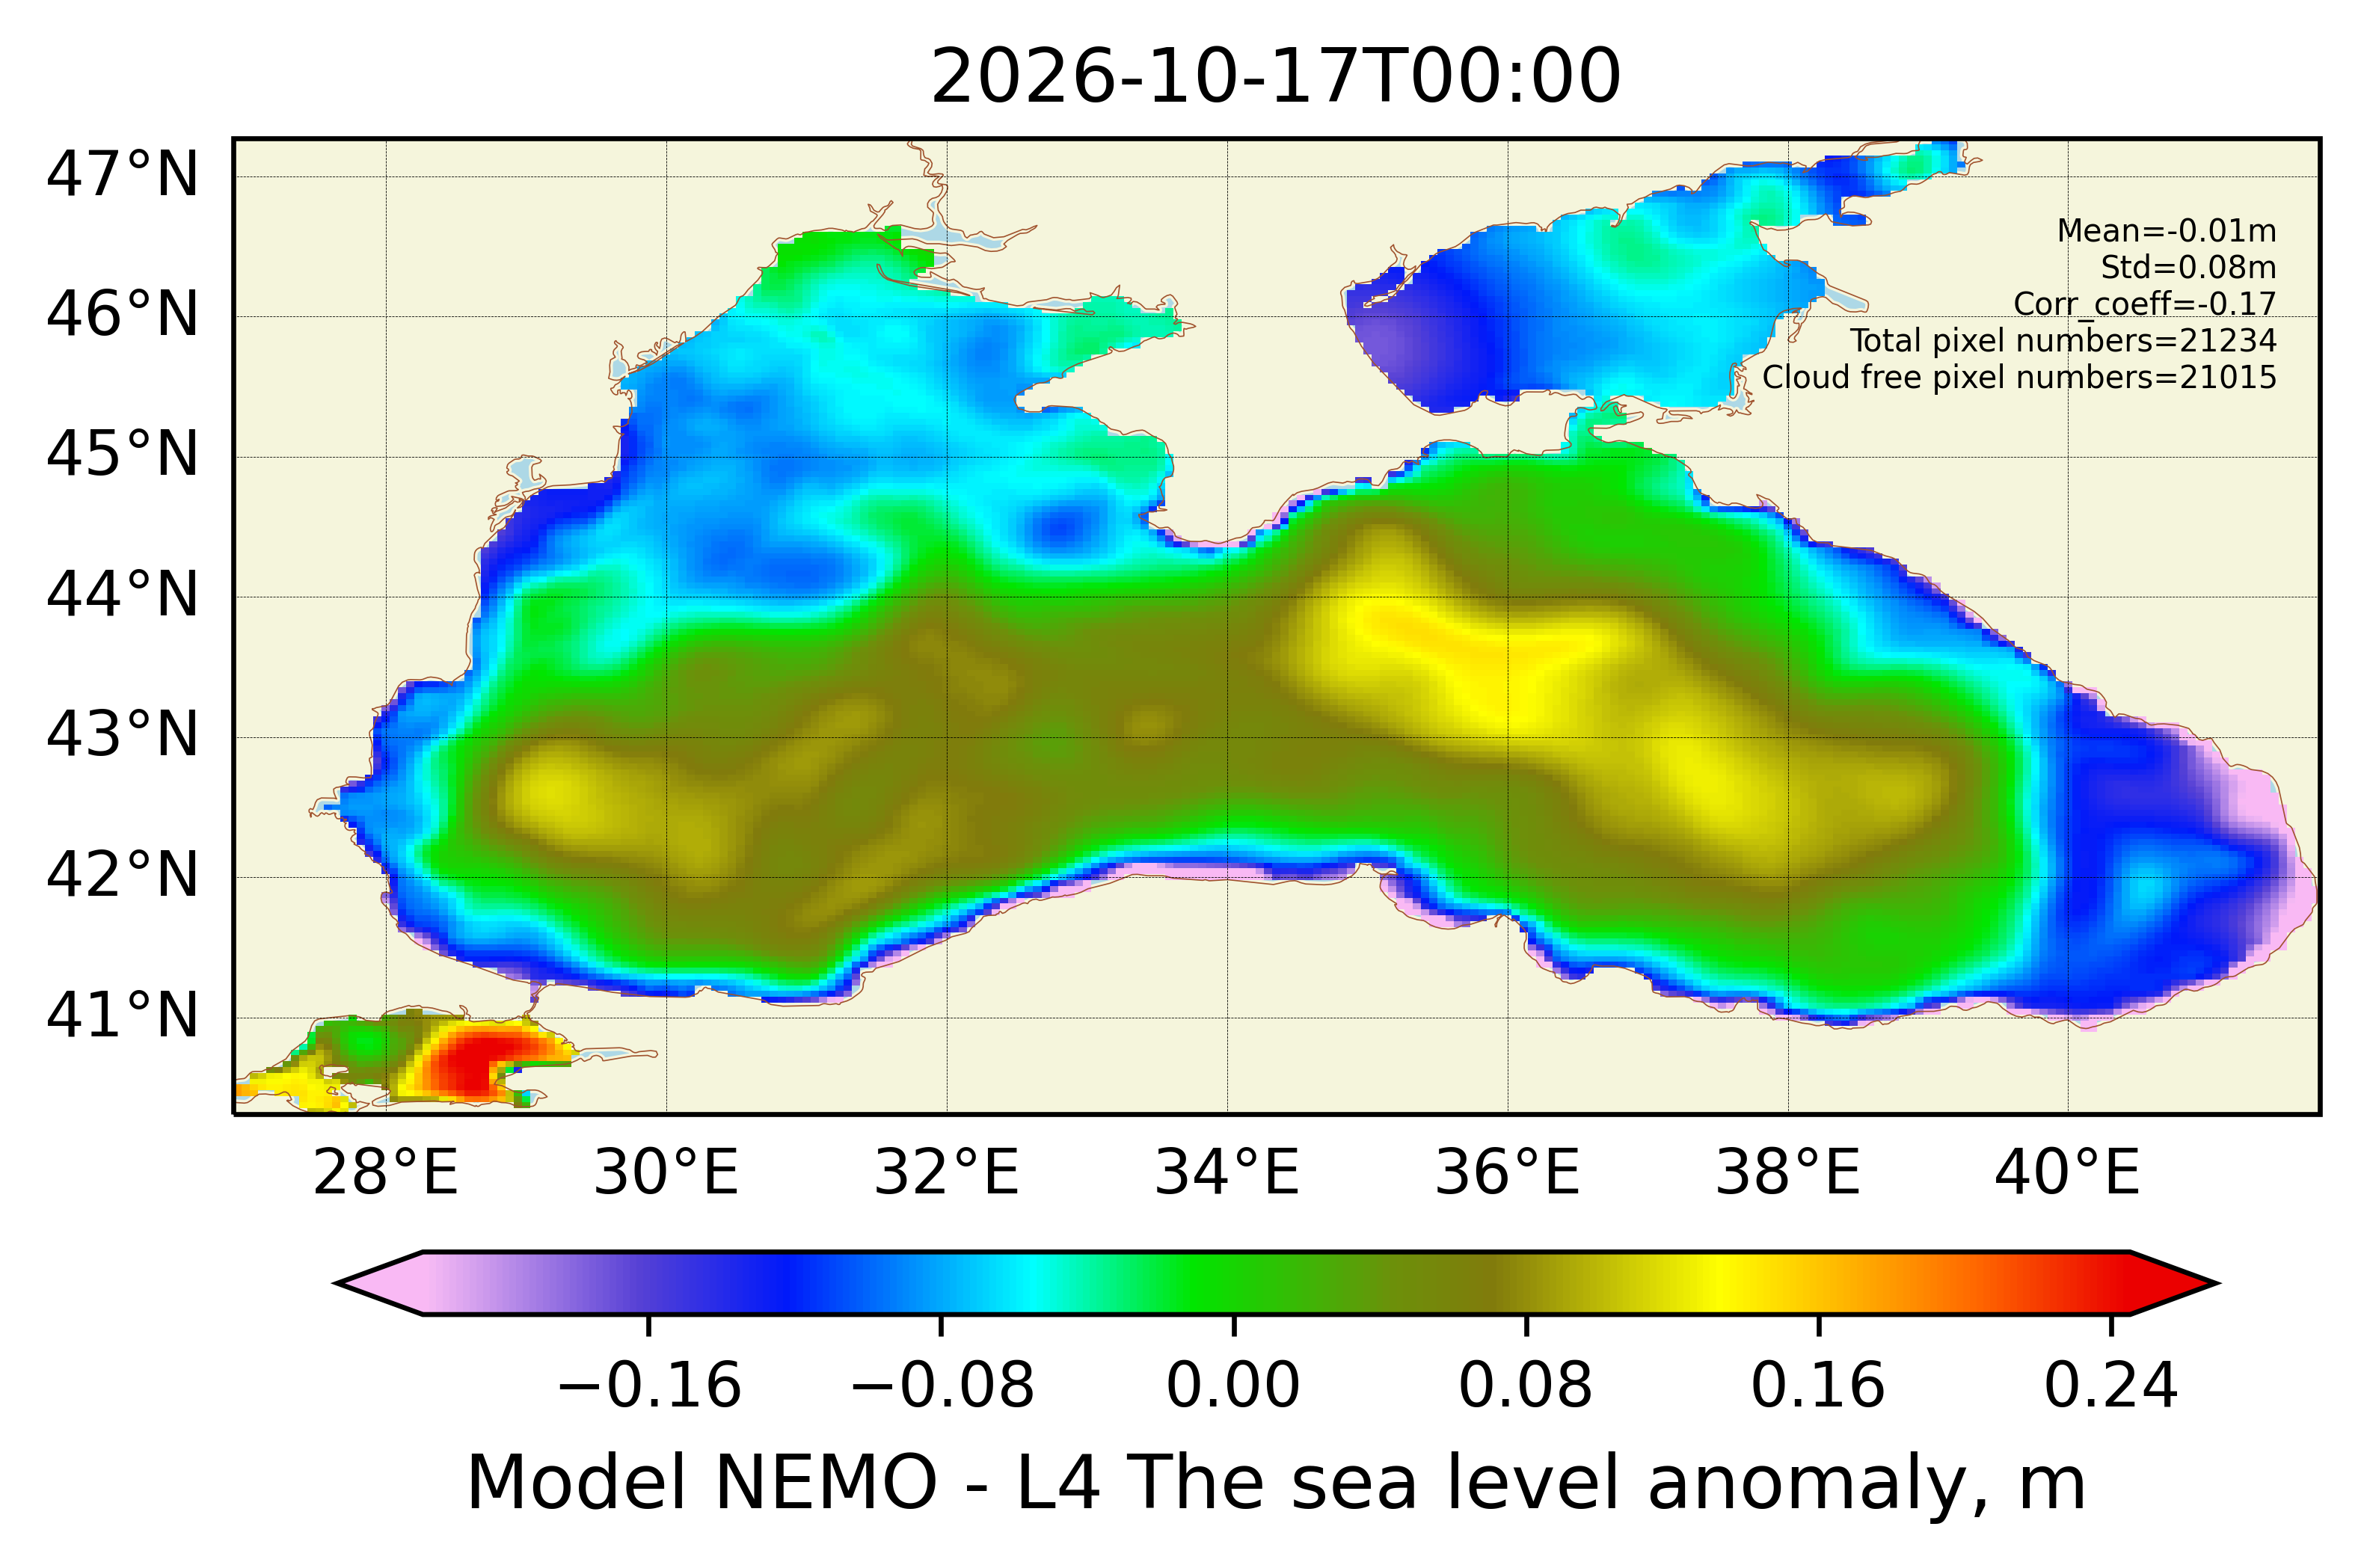 2026-10-17T00:00
47°N
46°N
45°N
44°N
43°N
42°N
41°N
Mean=-0.01m
Std=0.08m
Corr_coeff=-0.17
Total pixel numbers=21234
Cloud free pixel numbers=21015
28°E 30°E 32°E 34°E 36°E 38°E 40°E
−0.16 −0.08 0.00 0.08 0.16 0.24
Model NEMO - L4 The sea level anomaly, m